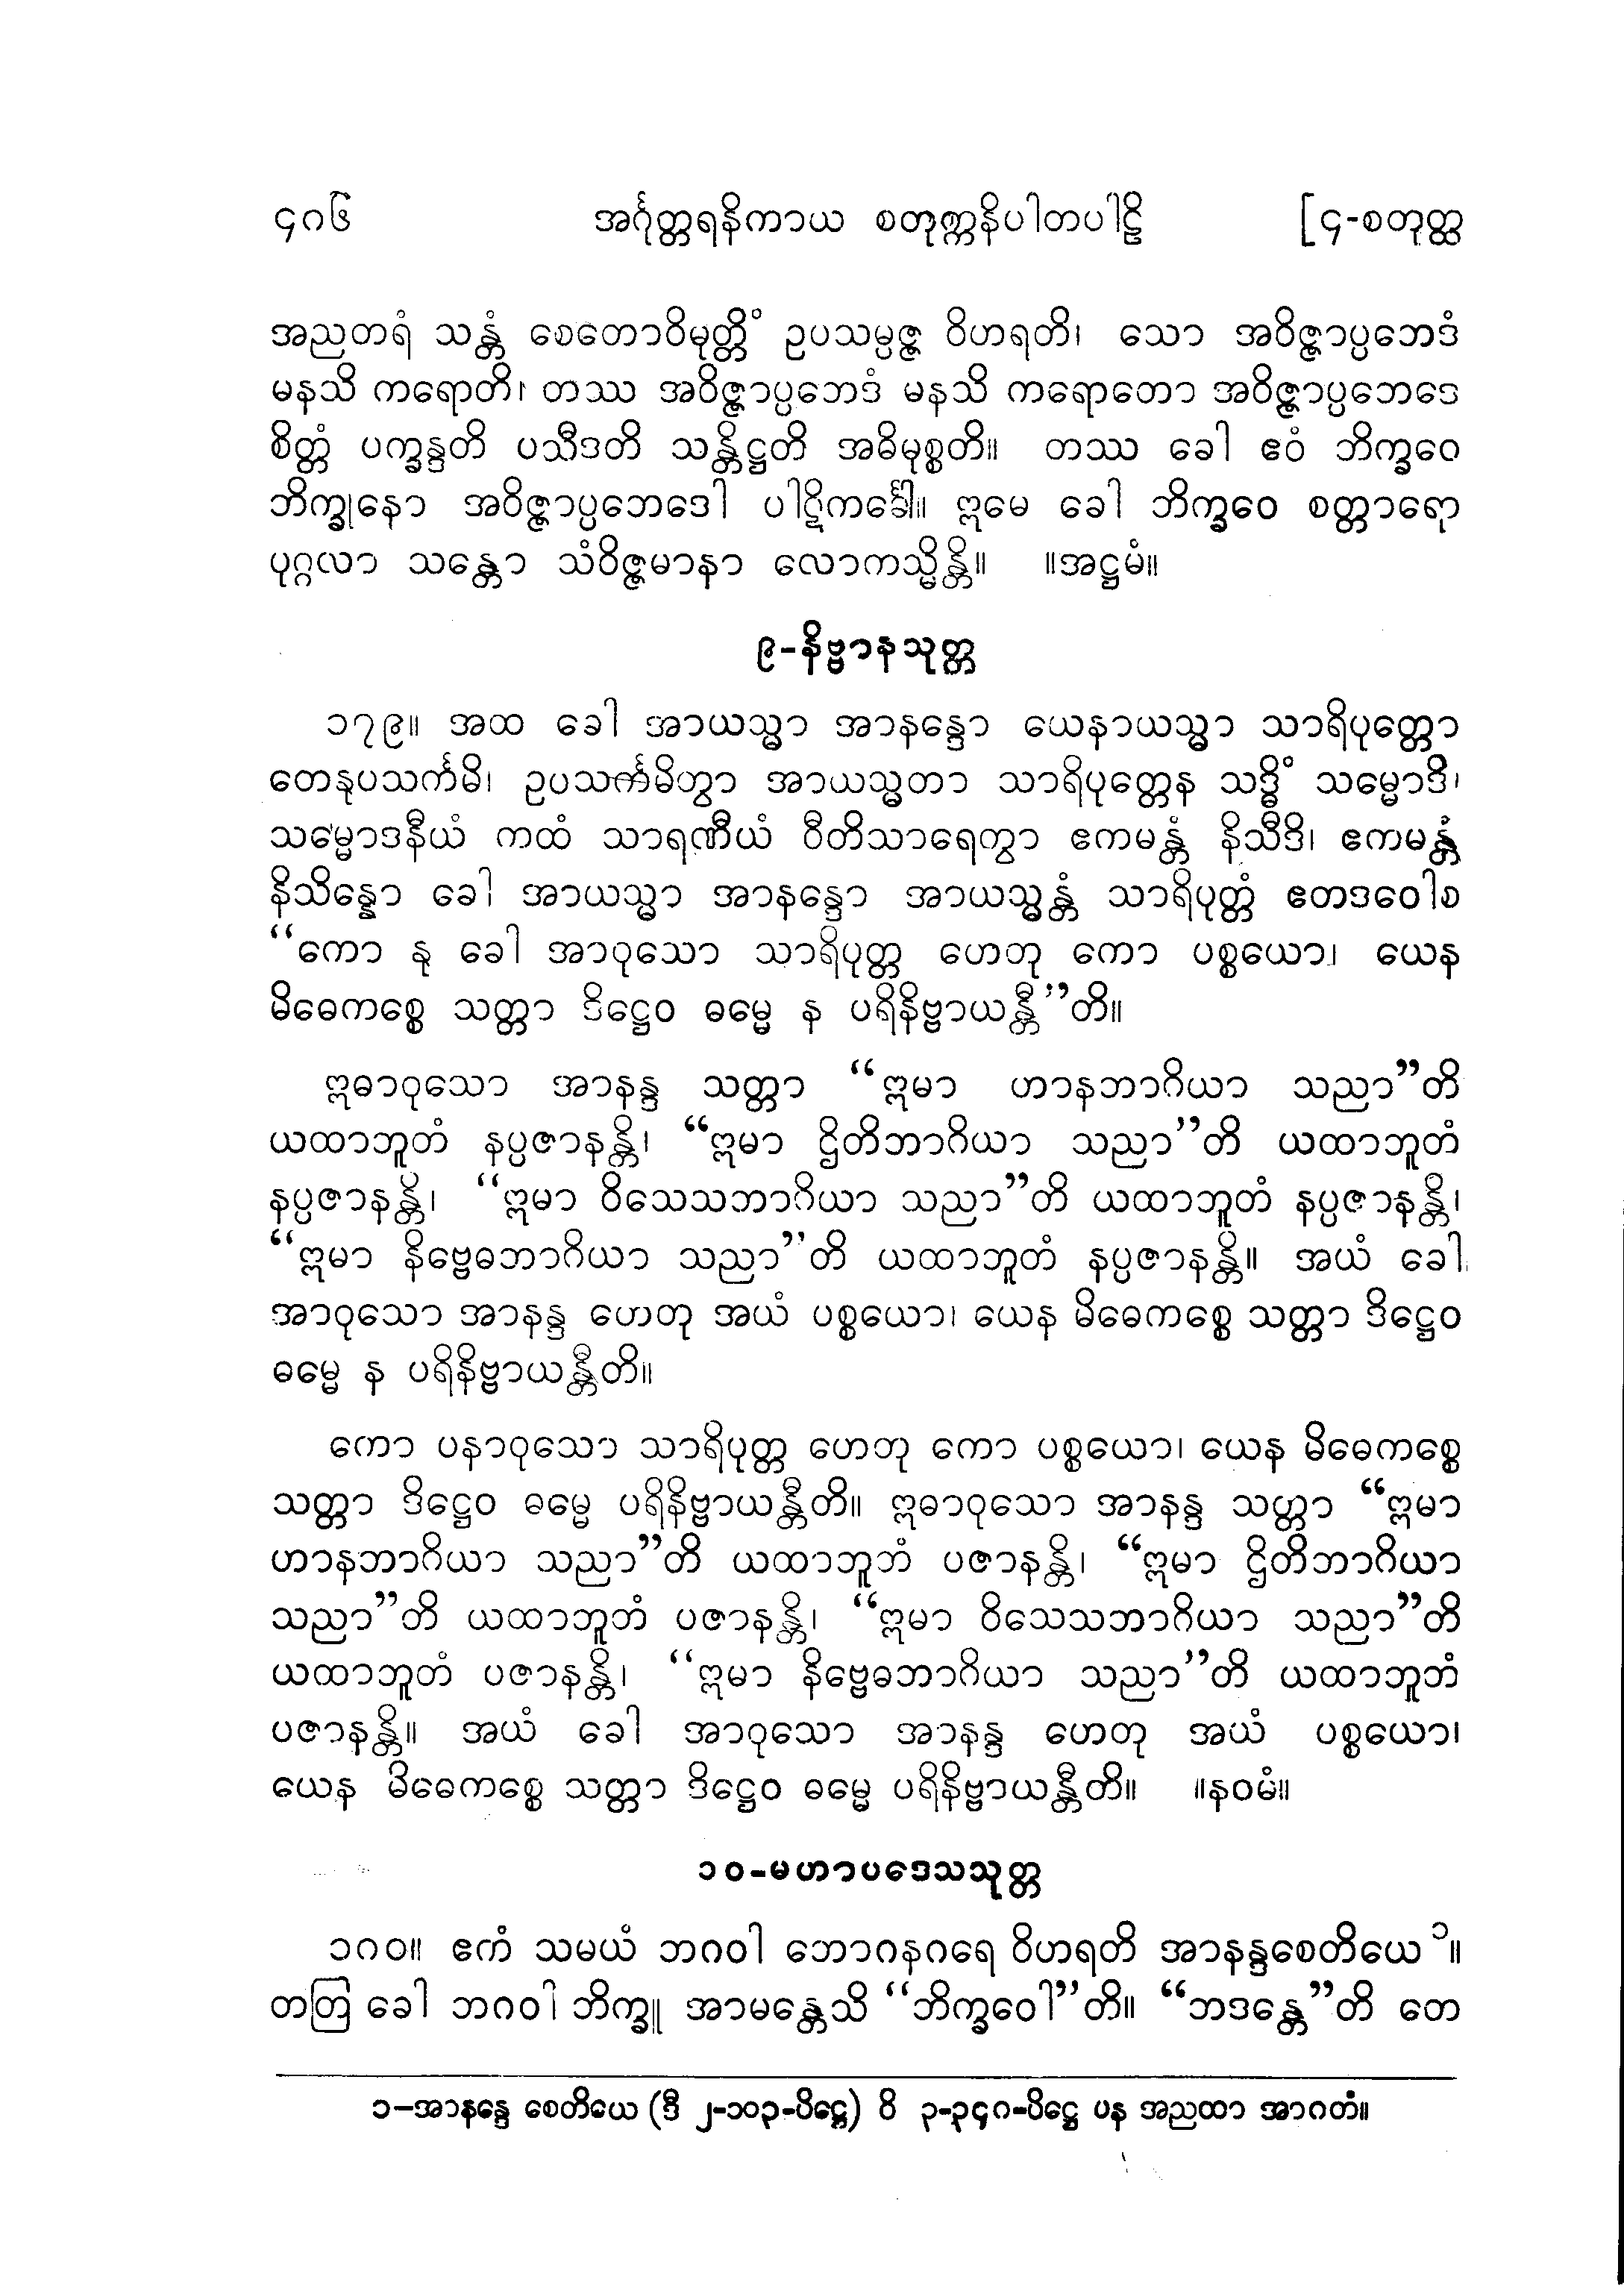 ၄၈၆ အင်္ဂုတ္တရနိကာယ စတုက္ကနိပါတပါဠိ [၄-စတုတ္ထ
အညတရံ သန္တံ စေတောဝိမုတ္တိံ ဥပသမ္ပဇ္ဇ ဝိဟရတိ၊ သော အဝိဇ္ဇာပ္ပဘေဒံ
မနသိ ကရောတိ၊ တဿ အဝိဇ္ဇာပ္ပဘေဒံ မနသိ ကရောတော အဝိဇ္ဇာပ္ပဘေဒေ
စိတ္တံ ပက္ခန္ဒတိ ပသီဒတိ သန္တိဋ္ဌတိ အဓိမုစ္စတိ။ တဿ ခေါ ဧဝံ ဘိက္ခဝေ
ဘိက္ခုနော အဝိဇ္ဇာပ္ပဘေဒေါ ပါဋိကင်္ခေါ။ ဣမေ ခေါ ဘိက္ခဝေ စတ္တာရော
ပုဂ္ဂလာ သန္တော သံဝိဇ္ဇမာနာ လောကသ္မိန္တိ။ ။အဋ္ဌမံ။
၉-နိဗ္ဗာနသုတ္တ
၁၇၉။ အထ ခေါ အာယသ္မာ အာနန္ဒော ယေနာယသ္မာ သာရိပုတ္တော
တေနုပသင်္ကမိ၊ ဥပသင်္ကမိတွာ အာယသ္မတာ သာရိပုတ္တေန သဒ္ဓိံ သမ္မောဒိ၊
သမ္မောဒနီယံ ကထံ သာရဏီယံ ဝီတိသာရေတွာ ဧကမန္တံ နိသီဒိ၊ ဧကမန္တံ
နိသိန္နော ခေါ အာယသ္မာ အာနန္ဒော အာယသ္မန္တံ သာရိပုတ္တံ ဧတဒဝေါစ
“ကော နု ခေါ အာဝုသော သာရိပုတ္တ ဟေတု ကော ပစ္စယော၊ ယေန
မိဓေကစ္စေ သတ္တာ ဒိဋ္ဌေဝ ဓမ္မေ န ပရိနိဗ္ဗာယန္တီ”တိ။
ဣဓာဝုသော အာနန္ဒ သတ္တာ “ဣမာ ဟာနဘာဂိယာ သညာ”တိ
ယထာဘူတံ နပ္ပဇာနန္တိ၊ “ဣမာ ဌိတိဘာဂိယာ သညာ”တိ ယထာဘူတံ
နပ္ပဇာနန္တိ၊ “ဣမာ ဝိသေသဘာဂိယာ သညာ”တိ ယထာဘူတံ နပ္ပဇာနန္တိ၊
“ဣမာ နိဗ္ဗေဓဘာဂိယာ သညာ”တိ ယထာဘူတံ နပ္ပဇာနန္တိ။ အယံ ခေါ
အာဝုသော အာနန္ဒ ဟေတု အယံ ပစ္စယော၊ ယေန မိဓေကစ္စေ သတ္တာ ဒိဋ္ဌေဝ
ဓမ္မေ န ပရိနိဗ္ဗာယန္တီတိ။
ကော ပနာဝုသော သာရိပုတ္တ ဟေတု ကော ပစ္စယော၊ ယေန မိဓေကစ္စေ
သတ္တာ ဒိဋ္ဌေဝ ဓမ္မေ ပရိနိဗ္ဗာယန္တီတိ။ ဣဓာဝုသော အာနန္ဒ သတ္တာ “ဣမာ
ဟာနဘာဂိယာ သညာ”တိ ယထာဘူတံ ပဇာနန္တိ၊ “ဣမာ ဌိတိဘာဂိယာ
သညာ”တိ ယထာဘူတံ ပဇာနန္တိ၊ “ဣမာ ဝိသေသဘာဂိယာ သညာ”တိ
ယထာဘူတံ ပဇာနန္တိ၊ “ဣမာ နိဗ္ဗေဓဘာဂိယာ သညာ”တိ ယထာဘူတံ
ပဇာနန္တိ။ အယံ ခေါ အာဝုသော အာနန္ဒ ဟေတု အယံ ပစ္စယော၊
ယေန မိဓေကစ္စေ သတ္တာ ဒိဋ္ဌေဝ ဓမ္မေ ပရိနိဗ္ဗာယန္တီတိ။ ။နဝမံ။
၁၀-မဟာပဒေသသုတ္တ
၁၈၀။ ဧကံ သမယံ ဘဂဝါ ဘောဂနဂရေ ဝိဟရတိ အာနန္ဒစေတိယေ ၁။
တတြ ခေါ ဘဂဝါ ဘိက္ခူ အာမန္တေသိ “ဘိက္ခဝေါ”တိ။ “ဘဒန္တေ”တိ တေ
၁–အာနန္ဒေ စေတိယေ (ဒီ ၂-၁၀၃-ပိဋ္ဌေ) ဝိ ၃-၃၄၈-ပိဋ္ဌေ ပန အညထာ အာဂတံ။